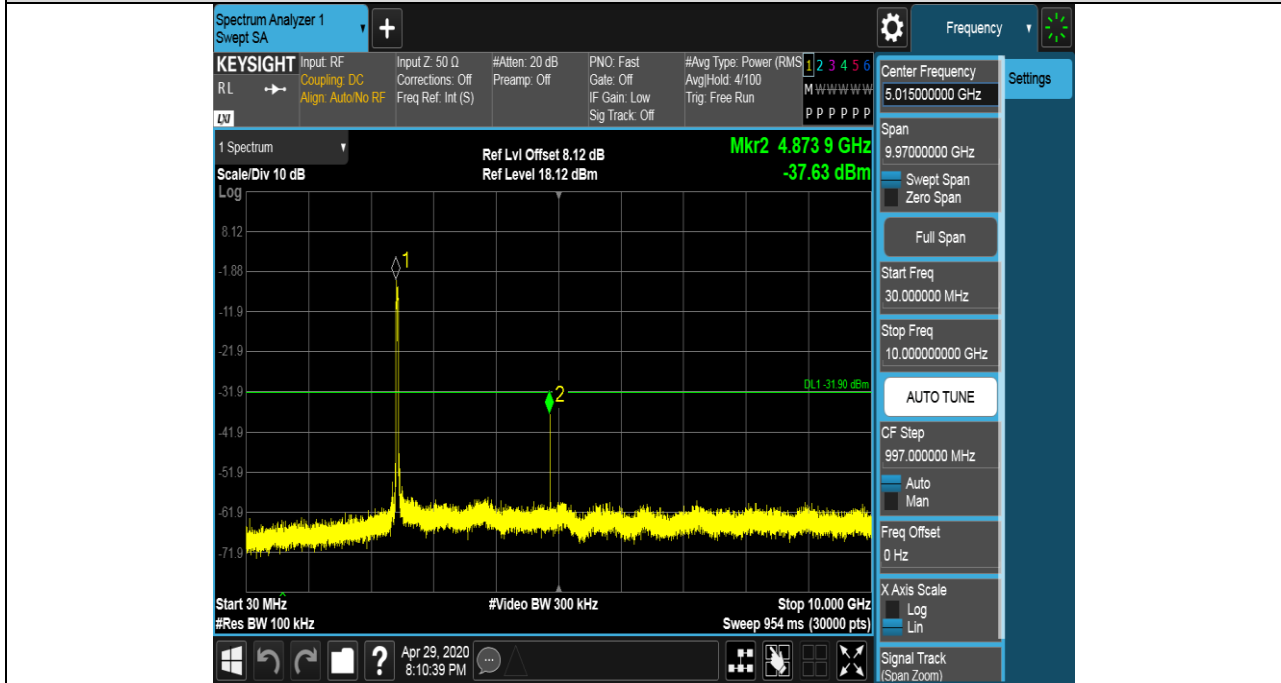 Spectrum Analyzer 1
Swept SA
Frequency
KEYSIGHT
RL
LXI
Input: RF
Coupling: DC
Align: Auto/No RF
Input Z: 50 Ω
Corrections: Off
Freq Ref: Int (S)
#Atten: 20 dB
Preamp: Off
PNO: Fast
Gate: Off
IF Gain: Low
Sig Track: Off
#Avg Type: Power (RMS
Avg|Hold: 4/100
Trig: Free Run
1 2 3 4 5 6
M W W W W W
P P P P P P
1 Spectrum
Scale/Div 10 dB
Ref Lvl Offset 8.12 dB
Ref Level 18.12 dBm
Mkr2 4.873 9 GHz
-37.63 dBm
Log
8.12
-1.88
-11.9
-21.9
-31.9
-41.9
-51.9
-61.9
-71.9
1
2
DL1 -31.90 dBm
Start 30 MHz
#Res BW 100 kHz
#Video BW 300 kHz
Stop 10.000 GHz
Sweep 954 ms (30000 pts)
Apr 29, 2020
8:10:39 PM
Center Frequency
5.015000000 GHz
Span
9.97000000 GHz
Swept Span
Zero Span
Full Span
Start Freq
30.000000 MHz
Stop Freq
10.000000000 GHz
AUTO TUNE
CF Step
997.000000 MHz
Auto
Man
Freq Offset
0 Hz
X Axis Scale
Log
Lin
Signal Track
(Span Zoom)
Settings